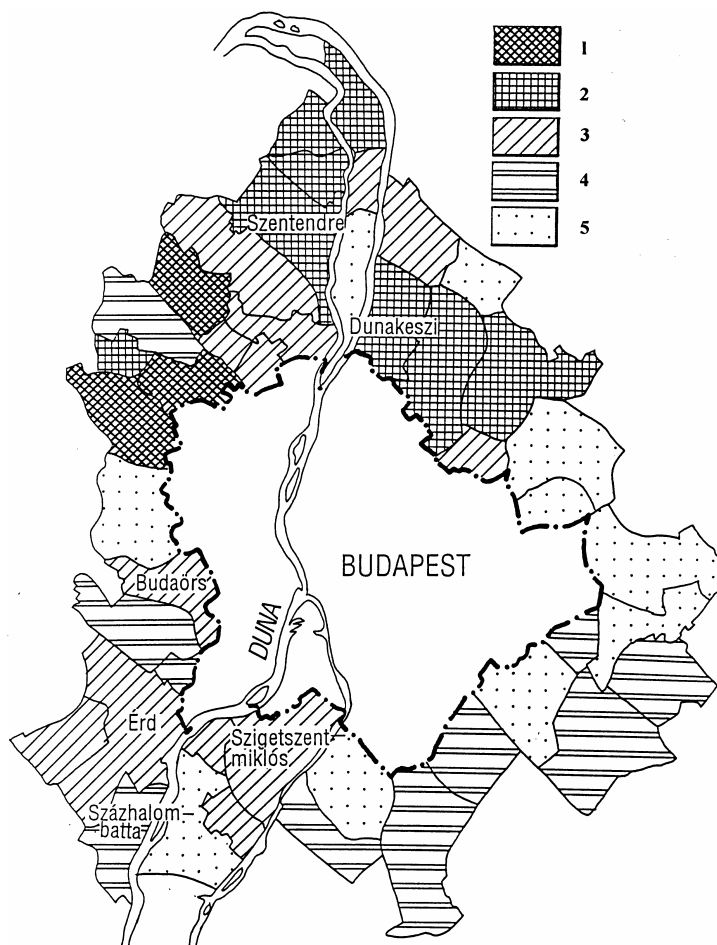 1
2
3
4
5
Szentendre
Dunakeszi
BUDAPEST
Budaörs
DUNA
Érd
Szigetszent-
miklós
Százhalom-
batta